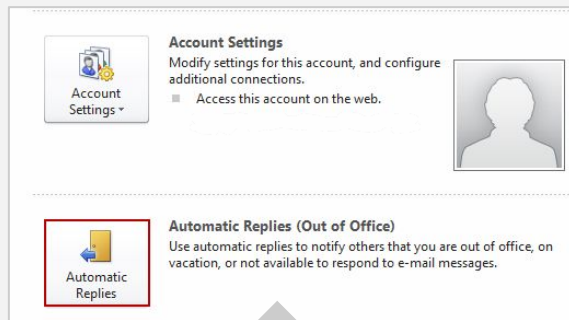 Account Settings
Modify settings for this account, and configure
additional connections.
Access this account on the web.
Account
Settings
Automatic Replies (Out of Office)
Use automatic replies to notify others that you are out of office, on
vacation, or not available to respond to e-mail messages.
Automatic
Replies